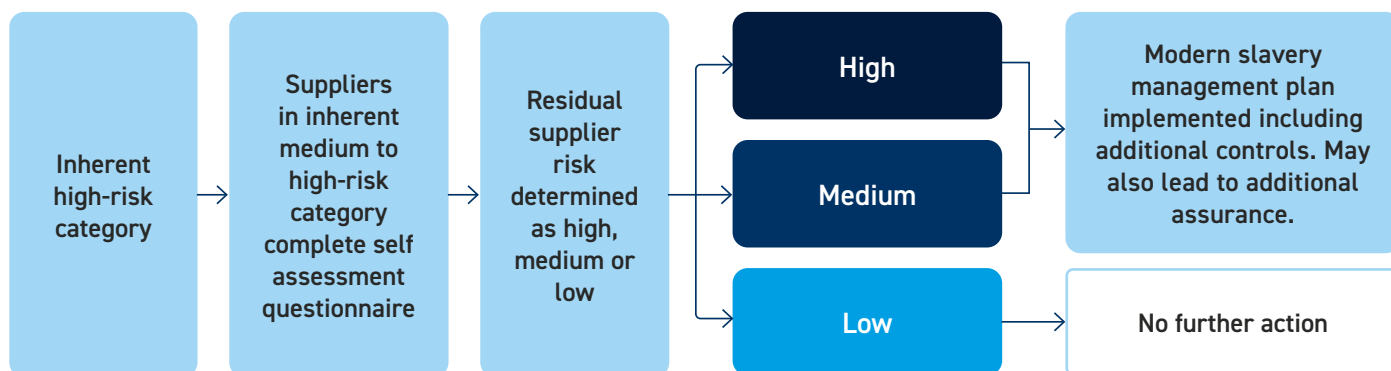 Inherent
high-risk
category
Suppliers
in inherent
medium to
high-risk
category
complete self
assessment
questionnaire
Residual
supplier
risk
determined
as high,
medium or
low
High
Medium
Low
Modern slavery
management plan
implemented including
additional controls. May
also lead to additional
assurance.
No further action